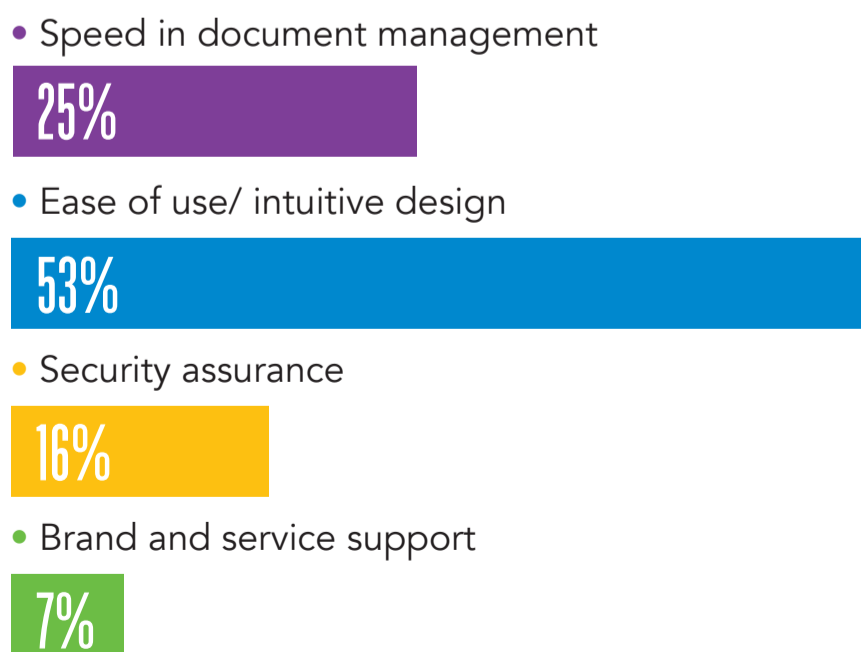 • Speed in document management
25%
• Ease of use/ intuitive design
53%
• Security assurance
16%
• Brand and service support
7%